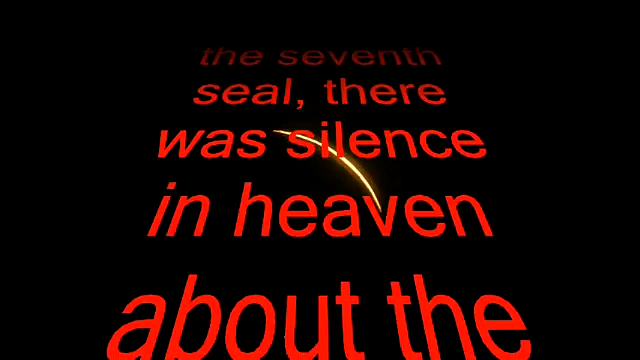 the seventh
seal, there
was silence
in heaven
about the